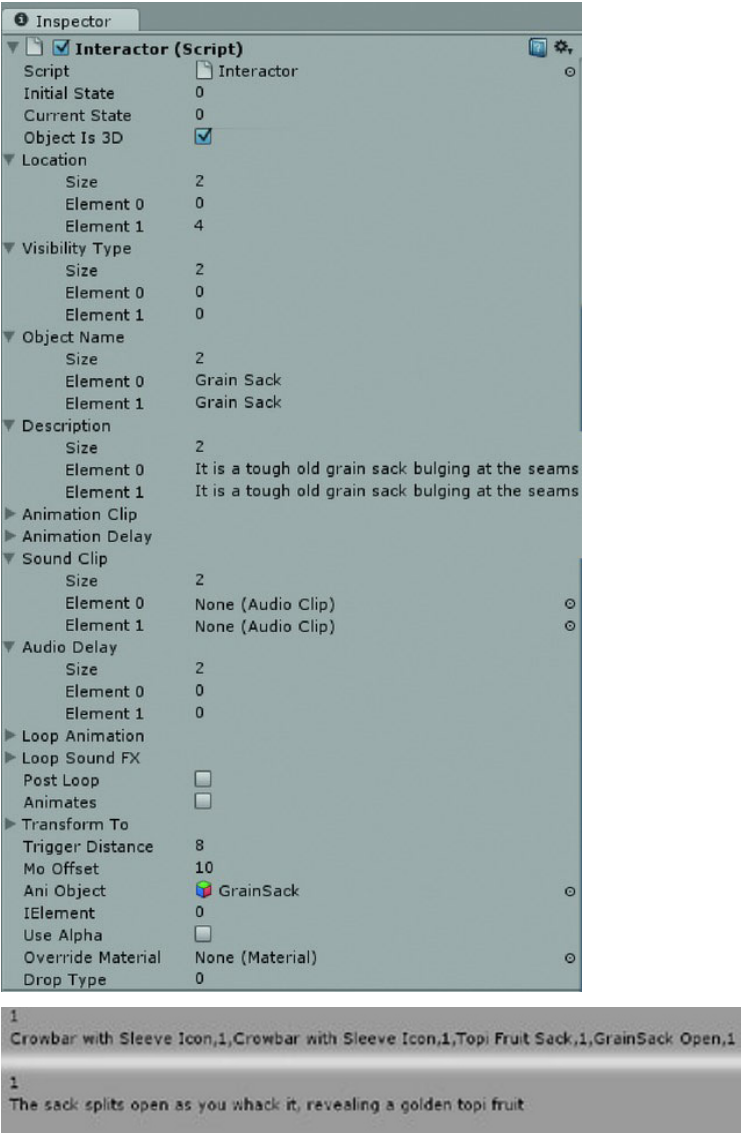 Inspector
Interactor (Script)
Script Interactor
Initial State 0
Current State 0
Object Is 3D
Location
Size 2
Element 0 0
Element 1 4
Visibility Type
Size 2
Element 0 0
Element 1 0
Object Name
Size 2
Element 0 Grain Sack
Element 1 Grain Sack
Description
Size 2
Element 0 It is a tough old grain sack bulging at the seams
Element 1 It is a tough old grain sack bulging at the seams
Animation Clip
Animation Delay
Sound Clip
Size 2
Element 0 None (Audio Clip)
Element 1 None (Audio Clip)
Audio Delay
Size 2
Element 0 0
Element 1 0
Loop Animation
Loop Sound FX
Post Loop
Animates
Transform To
Trigger Distance 8
Mo Offset 10
Ani Object GrainSack
IElement 0
Use Alpha
Override Material None (Material)
Drop Type 0
1
Crowbar with Sleeve Icon,1,Crowbar with Sleeve Icon,1,Topi Fruit Sack,1,GrainSack Open,1
1
The sack splits open as you whack it, revealing a golden topi fruit